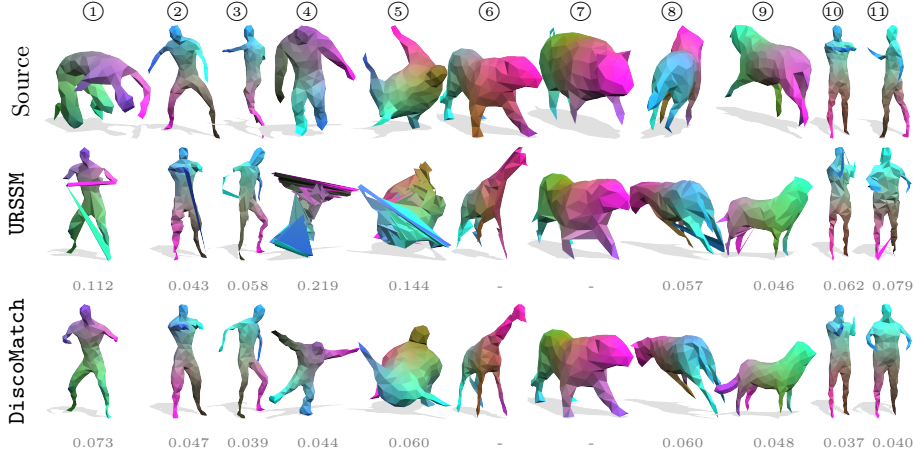 ① ② ③ ④ ⑤ ⑥ ⑦ ⑧ ⑨ ⑩ ⑪
Source
URSSM
0.112 0.043 0.058 0.219 0.144 - - 0.057 0.046 0.062 0.079
DiscoMatch
0.073 0.047 0.039 0.044 0.060 - - 0.060 0.048 0.037 0.040